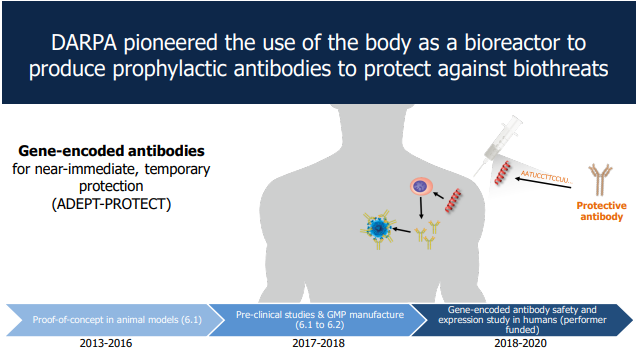 DARPA pioneered the use of the body as a bioreactor to
produce prophylactic antibodies to protect against biothreats
Gene-encoded antibodies
for near-immediate, temporary
protection
(ADEPT-PROTECT)
AAUUCCTTCCUU...
Protective
antibody
Proof-of-concept in animal models (6.1)
Pre-clinical studies & GMP manufacture
(6.1 to 6.2)
Gene-encoded antibody safety and
expression study in humans (performer
funded)
2013-2016
2017-2018
2018-2020